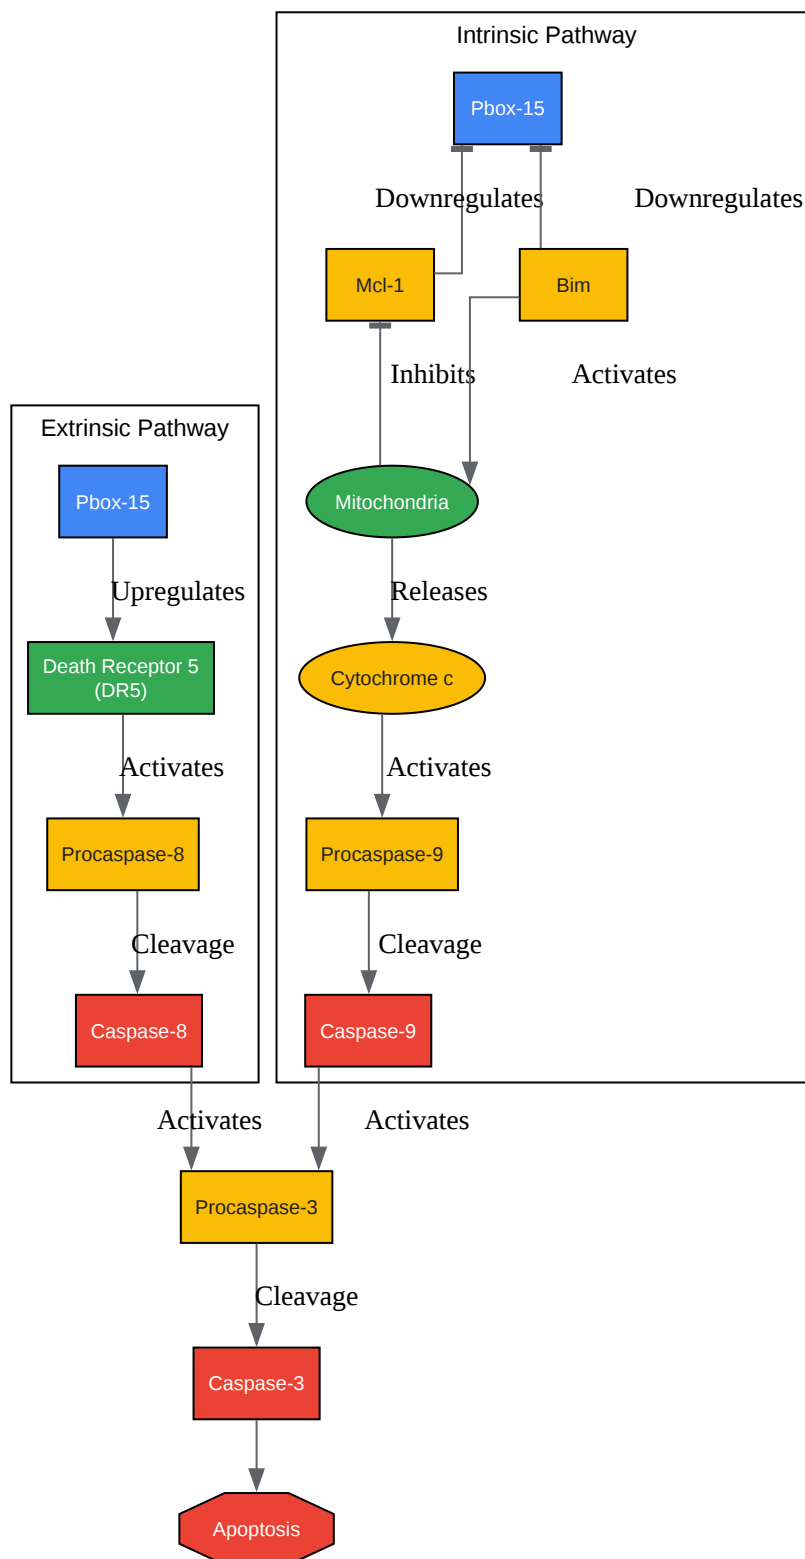 Intrinsic Pathway
Pbox-15
Downregulates
Downregulates
Mcl-1
Bim
Inhibits
Activates
Extrinsic Pathway
Pbox-15
Mitochondria
Upregulates
Releases
Death Receptor 5
(DR5)
Cytochrome c
Activates
Activates
Procaspase-8
Procaspase-9
Cleavage
Cleavage
Caspase-8
Caspase-9
Activates
Activates
Procaspase-3
Cleavage
Caspase-3
Apoptosis